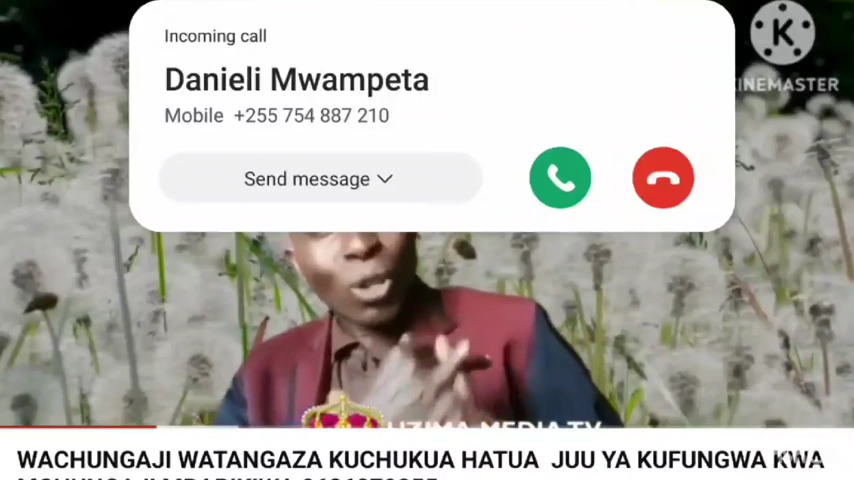 Incoming call
Danieli Mwampeta
Mobile +255 754 887 210
Send message
K
KINEMASTER
UZIMA MEDIA TV
WACHUNGAJI WATANGAZA KUCHUKUA HATUA JUU YA KUFUNGWA KWA